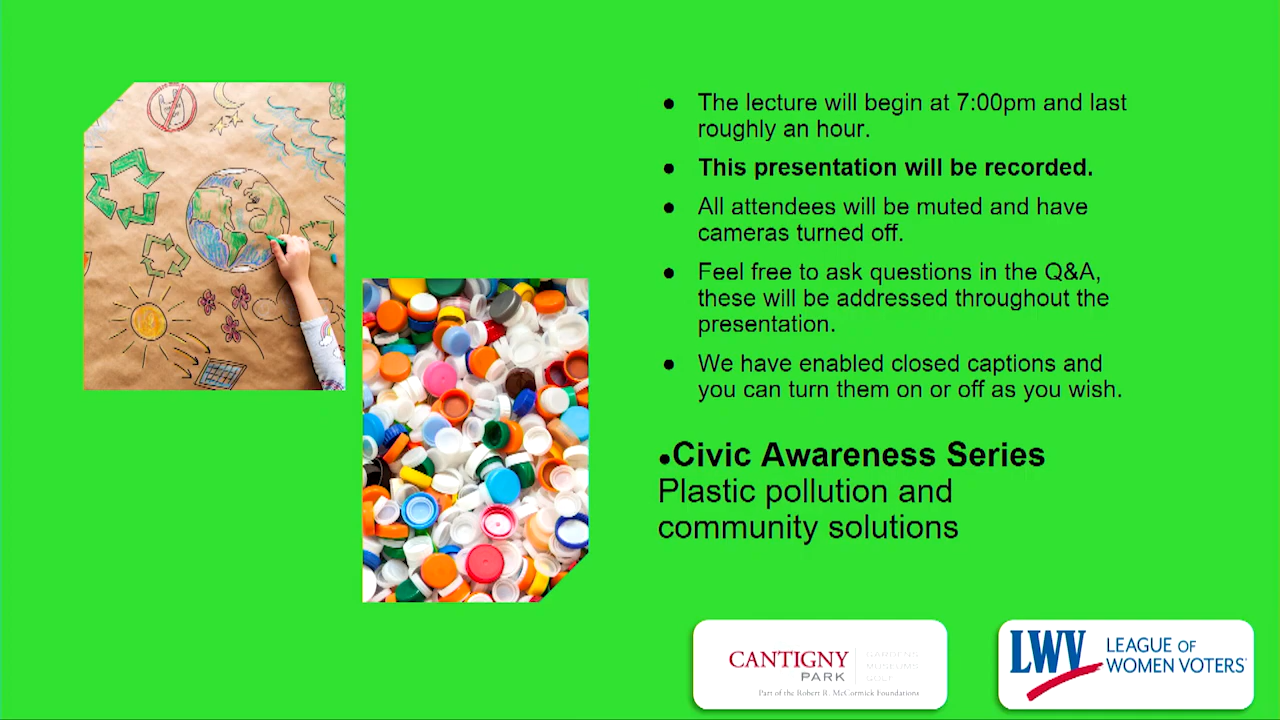 ● The lecture will begin at 7:00pm and last
roughly an hour.
● This presentation will be recorded.
● All attendees will be muted and have
cameras turned off.
● Feel free to ask questions in the Q&A,
these will be addressed throughout the
presentation.
● We have enabled closed captions and
you can turn them on or off as you wish.
●Civic Awareness Series
Plastic pollution and
community solutions
CANTIGNY
PARK
GARDENS
MUSEUMS
GOLF
Part of the Robert R. McCormick Foundations
LWV
LEAGUE OF
WOMEN VOTERS®